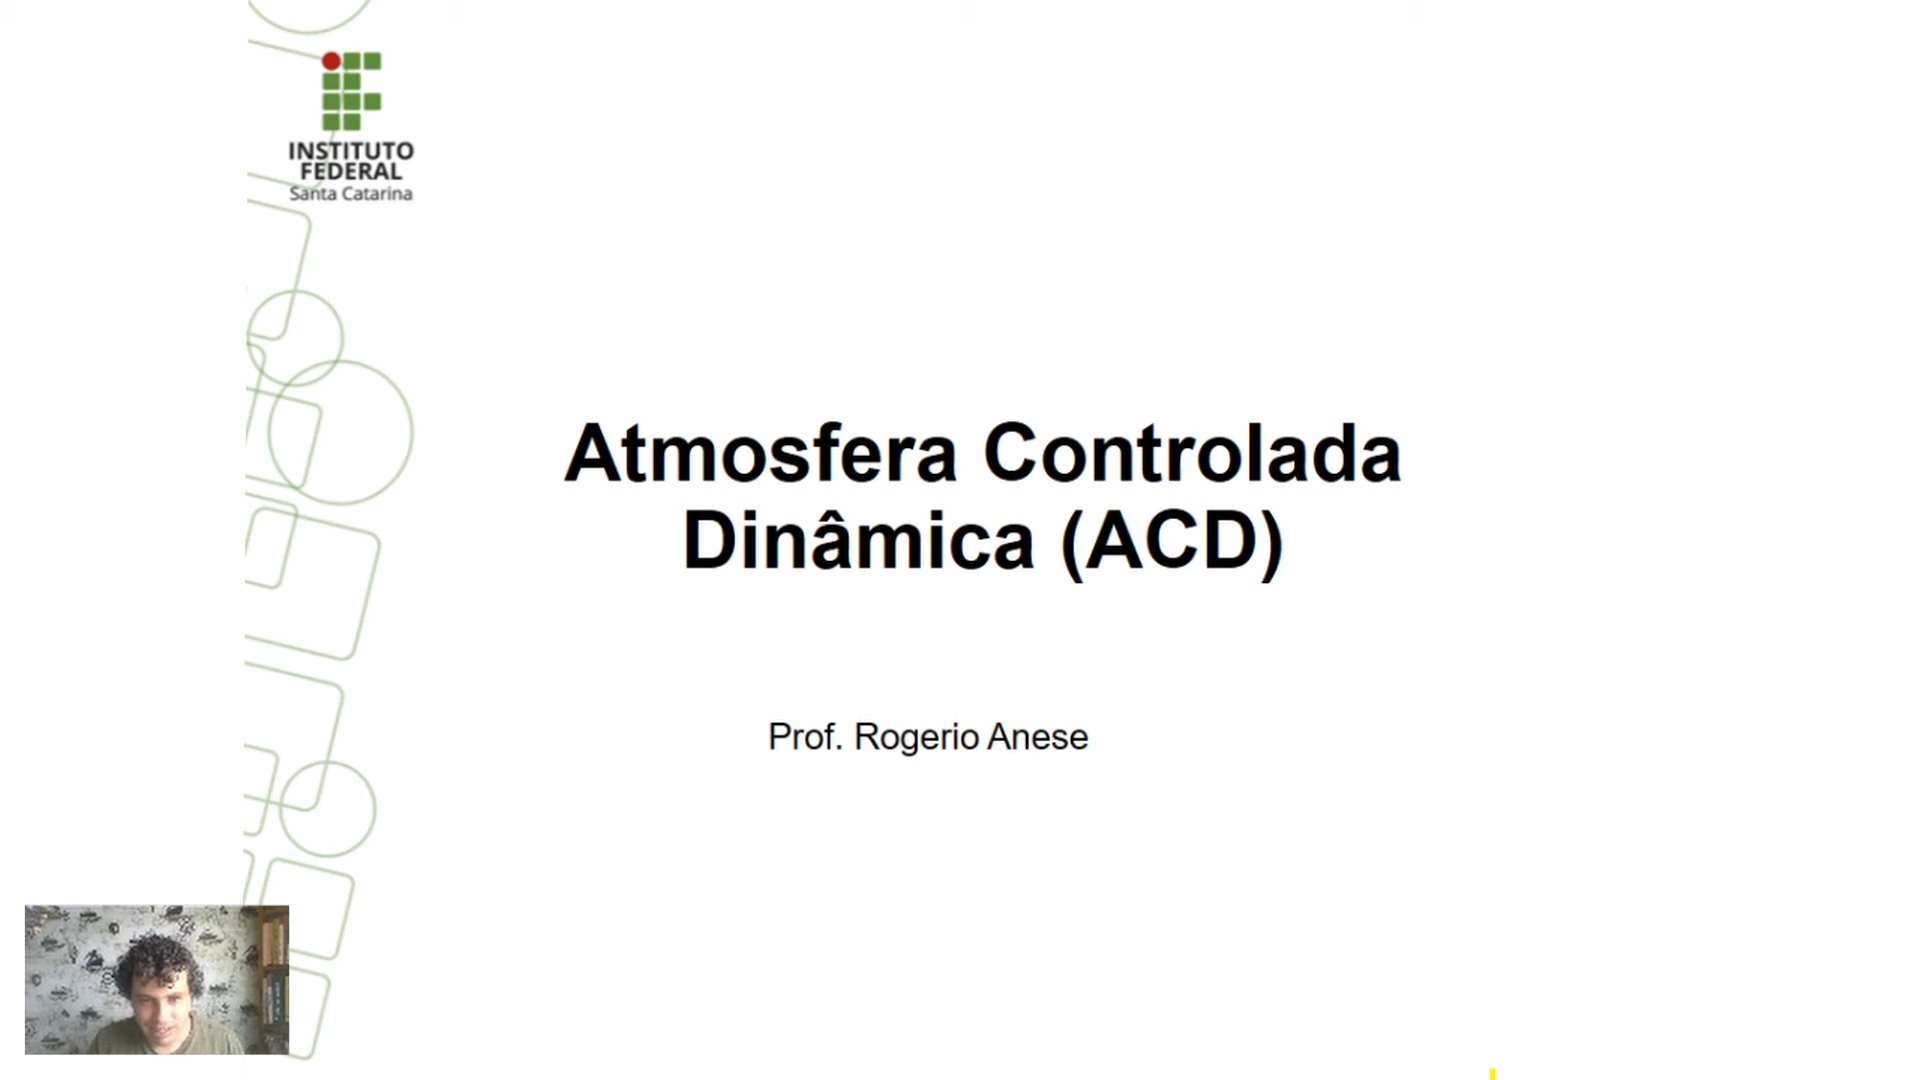 INSTITUTO
FEDERAL
Santa Catarina
Atmosfera Controlada
Dinâmica (ACD)
Prof. Rogerio Anese